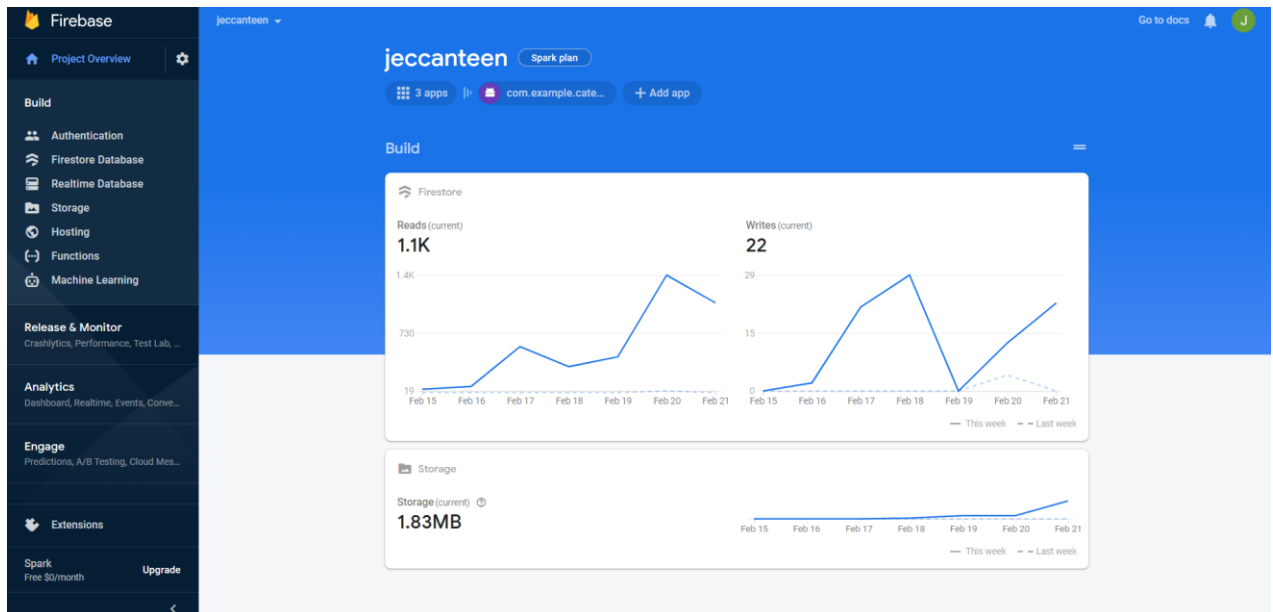 Firebase
Project Overview
Build
Authentication
Firestore Database
Realtime Database
Storage
Hosting
Functions
Machine Learning
Release & Monitor
Crashlytics, Performance, Test Lab, ...
Analytics
Dashboard, Realtime, Events, Conve...
Engage
Predictions, A/B Testing, Cloud Mes...
Extensions
Spark
Free $0/month
Upgrade
jeccanteen
Go to docs
J
jeccanteen Spark plan
3 apps com.example.cate... + Add app
Build
Firestore
Reads (current)
1.1K
1.4K
730
19
Feb 15 Feb 16 Feb 17 Feb 18 Feb 19 Feb 20 Feb 21
Writes (current)
22
29
15
0
Feb 15 Feb 16 Feb 17 Feb 18 Feb 19 Feb 20 Feb 21
This week Last week
Storage
Storage (current)
1.83MB
Feb 15 Feb 16 Feb 17 Feb 18 Feb 19 Feb 20 Feb 21
This week Last week